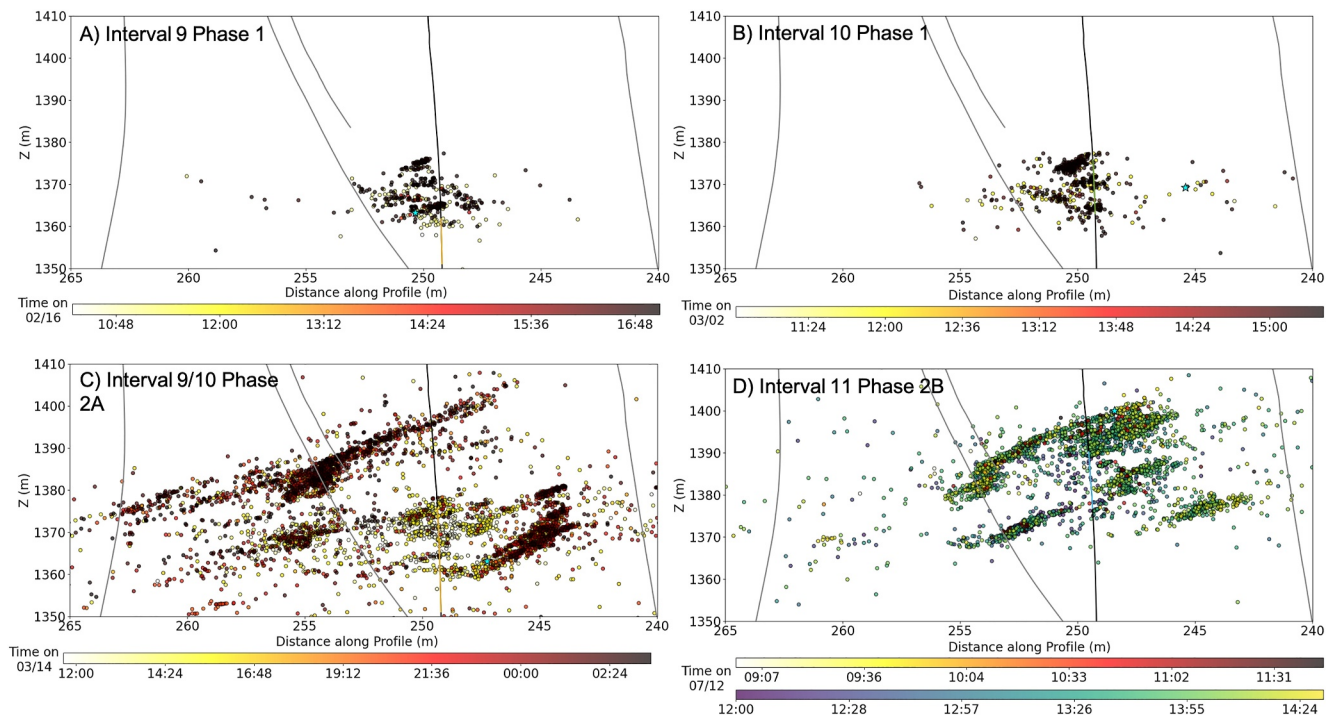 A) Interval 9 Phase 1
1410
1400
1390
1380
1370
1360
1350
Z (m)
265 260 255 250 245 240
Distance along Profile (m)
Time on
02/16
10:48 12:00 13:12 14:24 15:36 16:48
B) Interval 10 Phase 1
1410
1400
1390
1380
1370
1360
1350
Z (m)
265 260 255 250 245 240
Distance along Profile (m)
Time on
03/02
11:24 12:00 12:36 13:12 13:48 14:24 15:00
C) Interval 9/10 Phase
2A
1410
1400
1390
1380
1370
1360
1350
Z (m)
265 260 255 250 245 240
Distance along Profile (m)
Time on
03/14
12:00 14:24 16:48 19:12 21:36 00:00 02:24
D) Interval 11 Phase 2B
1410
1400
1390
1380
1370
1360
1350
Z (m)
265 260 255 250 245 240
Distance along Profile (m)
Time on
07/12
09:07 09:36 10:04 10:33 11:02 11:31
12:00 12:28 12:57 13:26 13:55 14:24